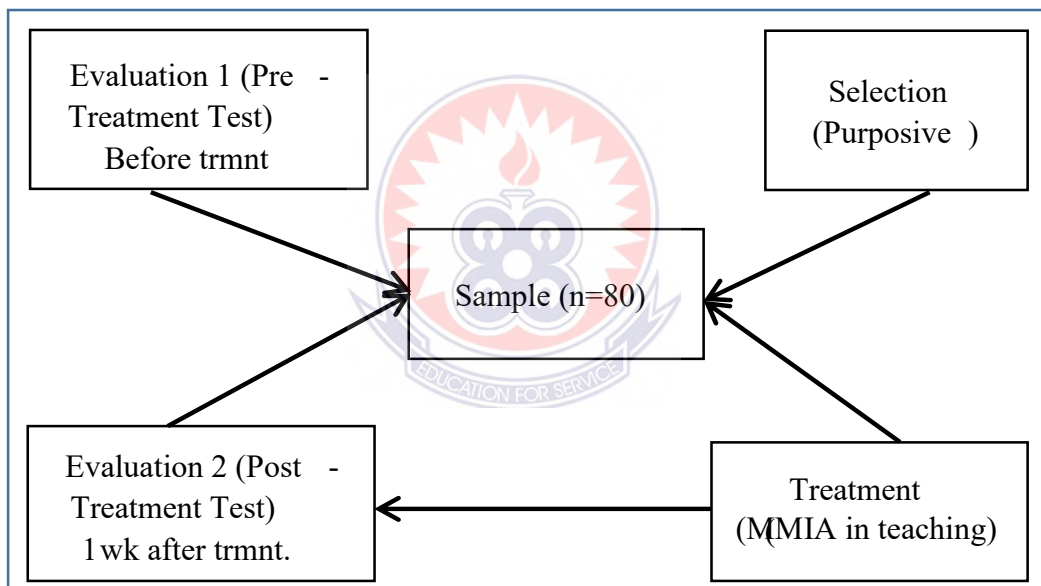 Evaluation 1 (Pre -
Treatment Test)
Before trmnt
Selection
(Purposive )
Sample (n=80)
EDUCATION FOR SERVICE
Evaluation 2 (Post -
Treatment Test)
1wk after trmnt.
Treatment
(MMIA in teaching)